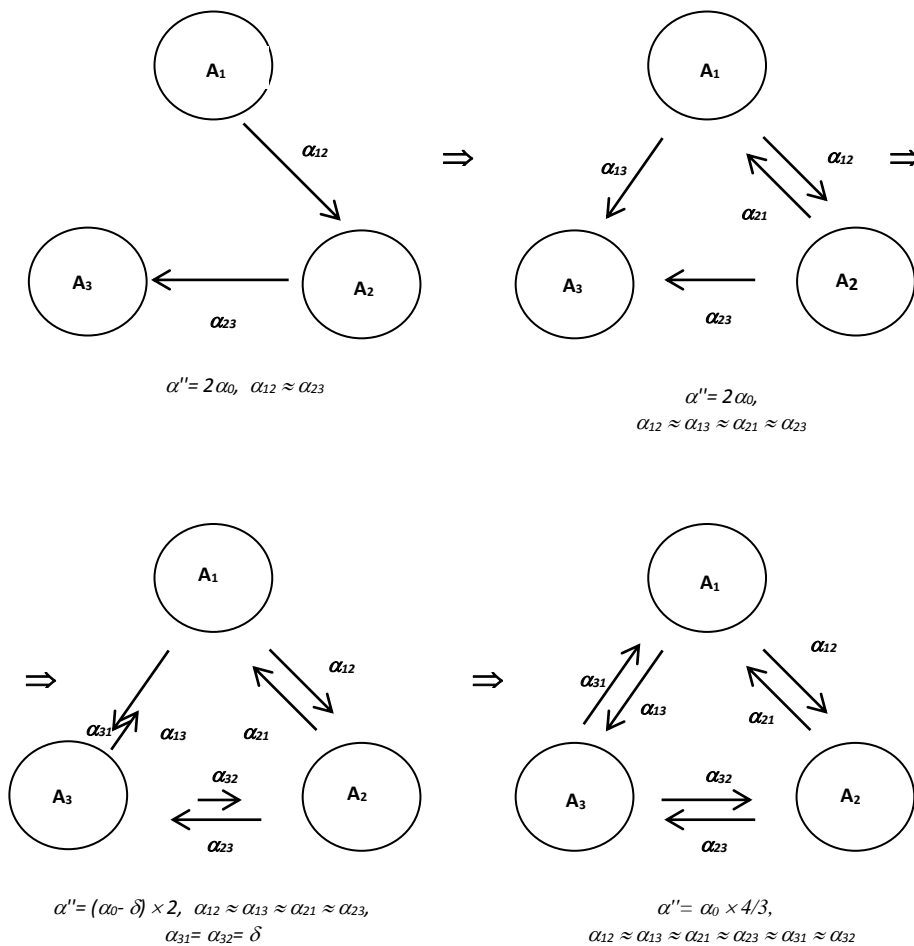 A₁
α₁₂
⇒
A₃
A₂
α₂₃
α''= 2α₀, α₁₂ ≈ α₂₃
A₁
α₁₃
α₁₂
⇒
α₂₁
A₃
A₂
α₂₃
α''= 2α₀,
α₁₂ ≈ α₁₃ ≈ α₂₁ ≈ α₂₃
⇒
A₁
α₁₂
α₃₁
α₁₃
α₂₁
A₃
α₃₂
A₂
α₂₃
α''= (α₀- δ) × 2, α₁₂ ≈ α₁₃ ≈ α₂₁ ≈ α₂₃,
α₃₁= α₃₂= δ
⇒
A₁
α₃₁
α₁₂
α₁₃
α₂₁
A₃
α₃₂
A₂
α₂₃
α''= α₀ × 4/3,
α₁₂ ≈ α₁₃ ≈ α₂₁ ≈ α₂₃ ≈ α₃₁ ≈ α₃₂